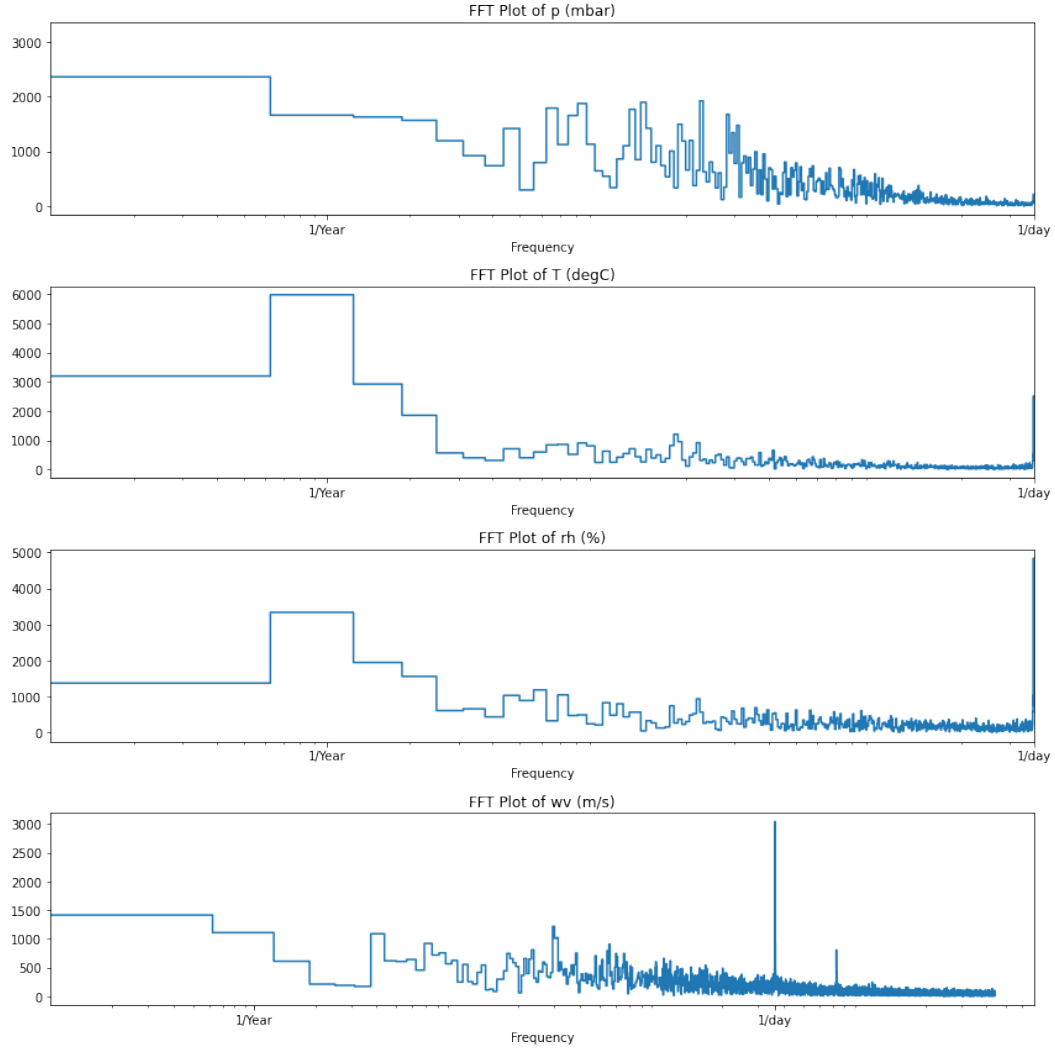 FFT Plot of p (mbar)
3000
2000
1000
0
1/Year
1/day
Frequency
FFT Plot of T (degC)
6000
5000
4000
3000
2000
1000
0
1/Year
1/day
Frequency
FFT Plot of rh (%)
5000
4000
3000
2000
1000
0
1/Year
1/day
Frequency
FFT Plot of wv (m/s)
3000
2500
2000
1500
1000
500
0
1/Year
1/day
Frequency